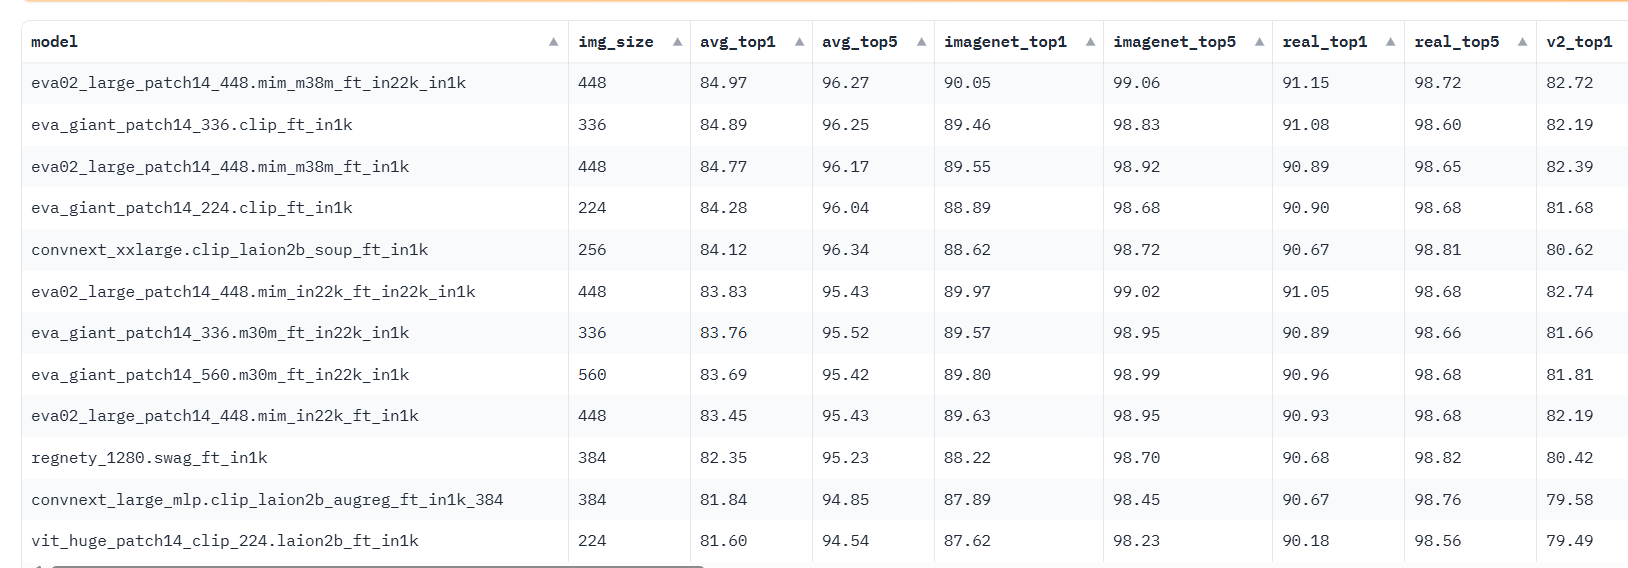 model ▲ img_size ▲ avg_top1 ▲ avg_top5 ▲ imagenet_top1 ▲ imagenet_top5 ▲ real_top1 ▲ real_top5 ▲ v2_top1
eva02_large_patch14_448.mim_m38m_ft_in22k_in1k 448 84.97 96.27 90.05 99.06 91.15 98.72 82.72
eva_giant_patch14_336.clip_ft_in1k 336 84.89 96.25 89.46 98.83 91.08 98.60 82.19
eva02_large_patch14_448.mim_m38m_ft_in1k 448 84.77 96.17 89.55 98.92 90.89 98.65 82.39
eva_giant_patch14_224.clip_ft_in1k 224 84.28 96.04 88.89 98.68 90.90 98.68 81.68
convnext_xxlarge.clip_laion2b_soup_ft_in1k 256 84.12 96.34 88.62 98.72 90.67 98.81 80.62
eva02_large_patch14_448.mim_in22k_ft_in22k_in1k 448 83.83 95.43 89.97 99.02 91.05 98.68 82.74
eva_giant_patch14_336.m30m_ft_in22k_in1k 336 83.76 95.52 89.57 98.95 90.89 98.66 81.66
eva_giant_patch14_560.m30m_ft_in22k_in1k 560 83.69 95.42 89.80 98.99 90.96 98.68 81.81
eva02_large_patch14_448.mim_in22k_ft_in1k 448 83.45 95.43 89.63 98.95 90.93 98.68 82.19
regnety_1280.swag_ft_in1k 384 82.35 95.23 88.22 98.70 90.68 98.82 80.42
convnext_large_mlp.clip_laion2b_augreg_ft_in1k_384 384 81.84 94.85 87.89 98.45 90.67 98.76 79.58
vit_huge_patch14_clip_224.laion2b_ft_in1k 224 81.60 94.54 87.62 98.23 90.18 98.56 79.49